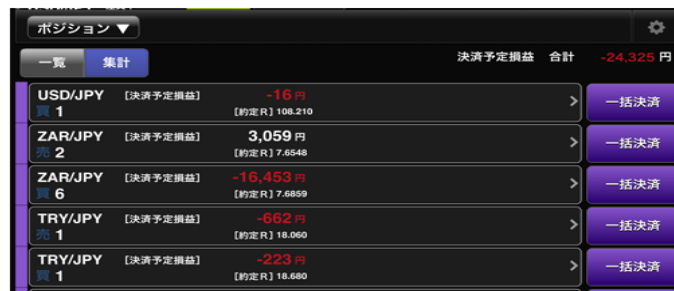 ポジション ▼
一覧 集計 決済予定損益 合計 -24,325 円
USD/JPY [決済予定損益] -16 円 一括決済
買 1 [約定R] 108.210
ZAR/JPY [決済予定損益] 3,059 円 一括決済
売 2 [約定R] 7.6548
ZAR/JPY [決済予定損益] -16,453 円 一括決済
買 6 [約定R] 7.6859
TRY/JPY [決済予定損益] -662 円 一括決済
売 1 [約定R] 18.060
TRY/JPY [決済予定損益] -223 円 一括決済
買 1 [約定R] 18.680